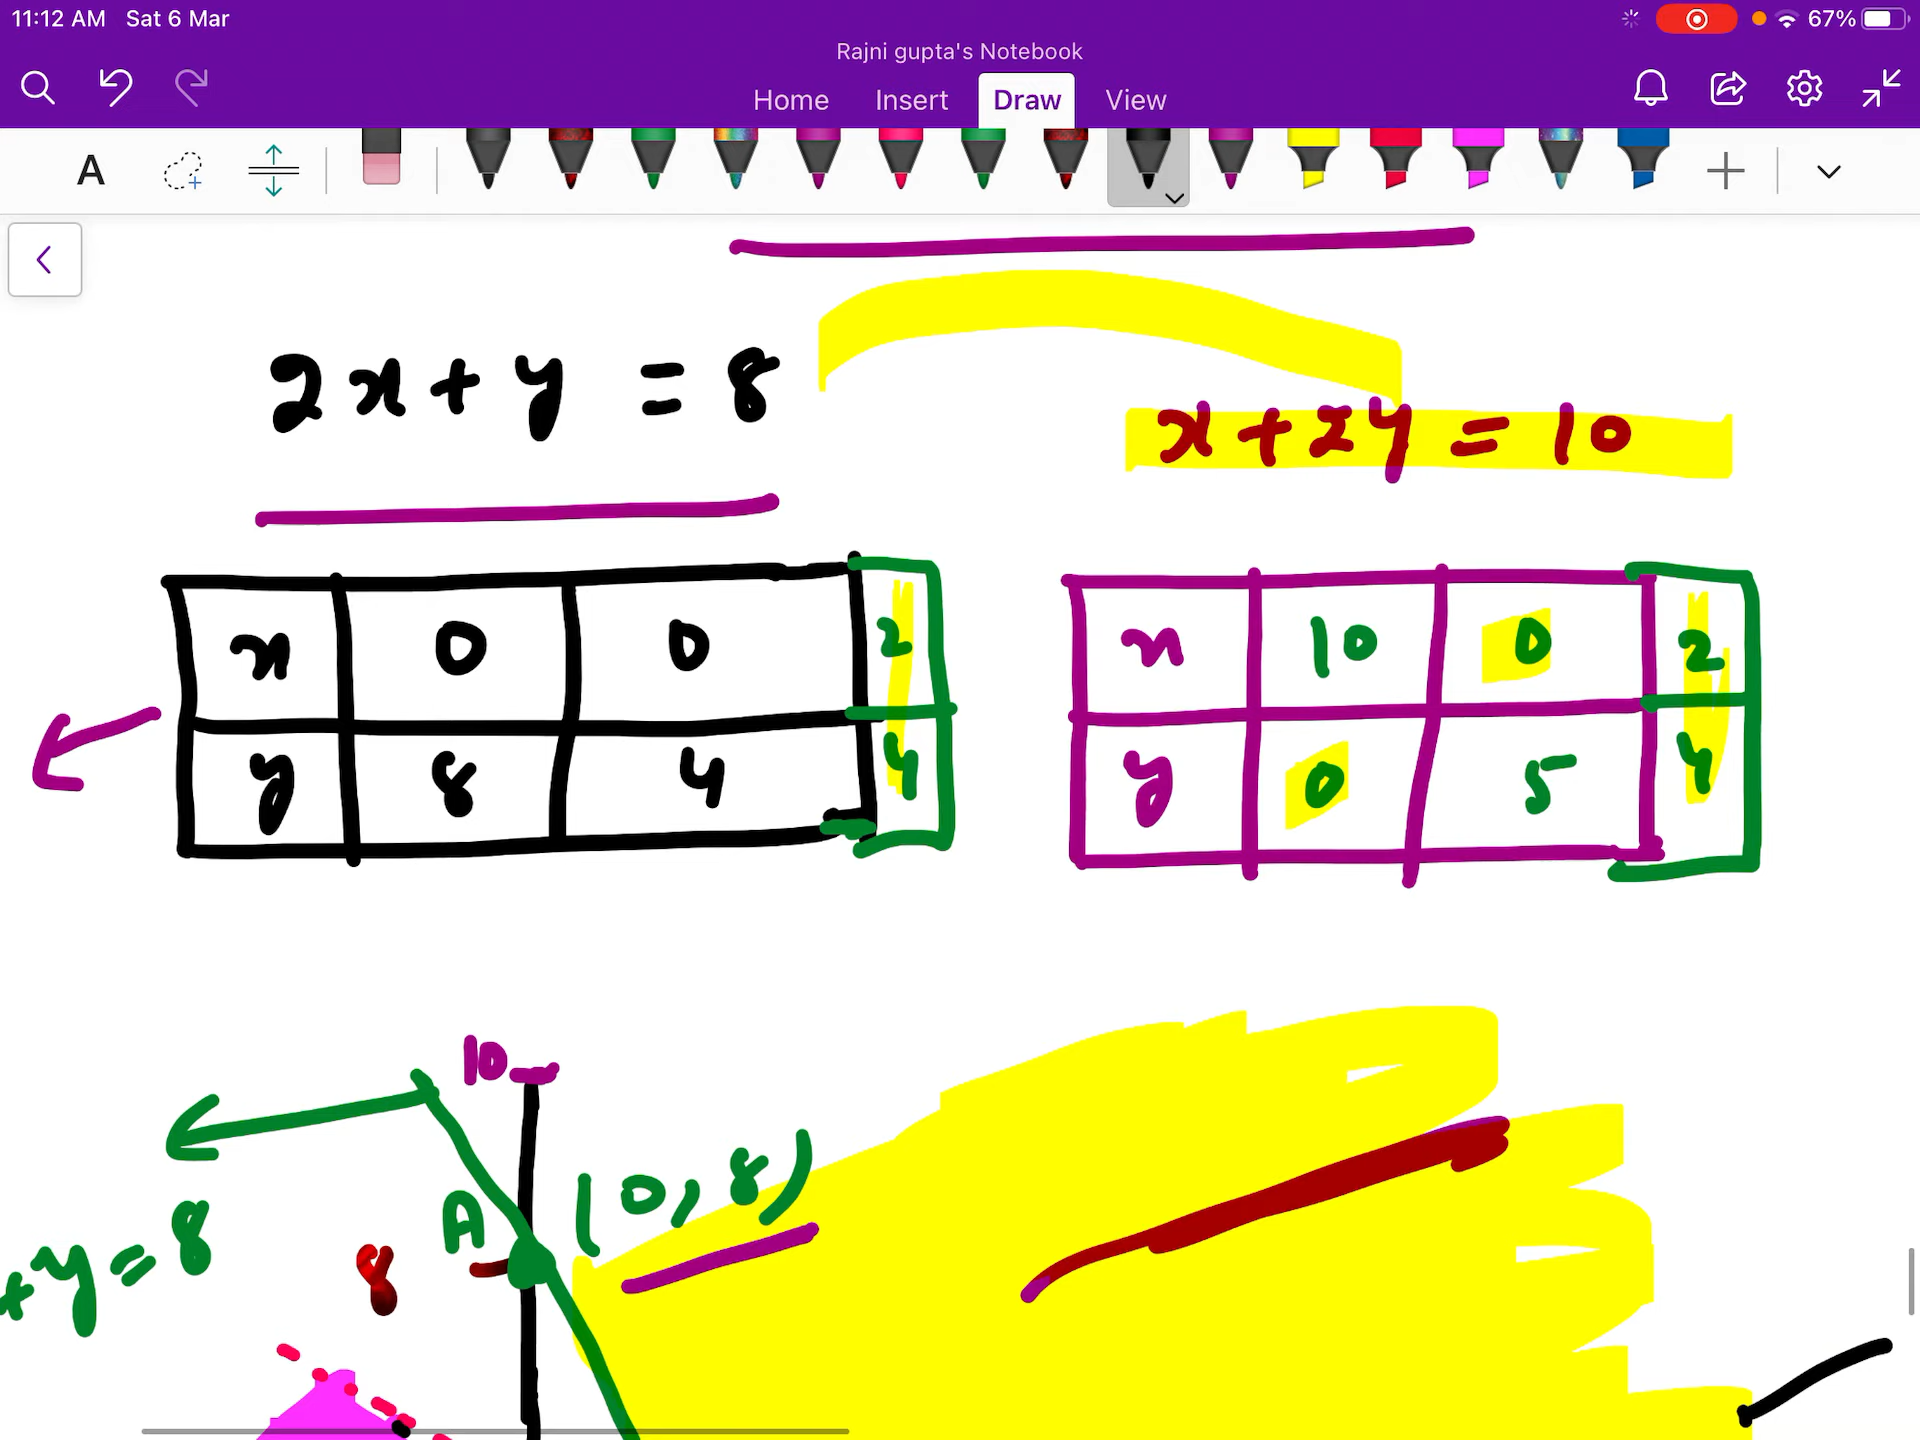 11:12 AM Sat 6 Mar 67%
Rajni gupta's Notebook
Home Insert Draw View
A
2x+y = 8
x+2y = 10
x 0 0 2
y 8 4 4
x 10 0 2
y 0 5 4
10
A (0,8)
+y=8
8